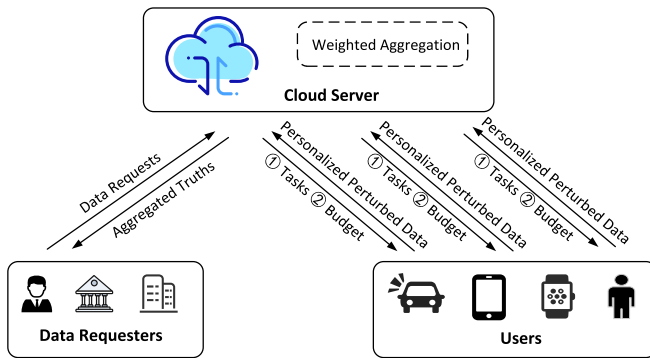 Weighted Aggregation
Cloud Server
Data Requests
Aggregated Truths
Personalized Perturbed Data
① Tasks ② Budget
Personalized Perturbed Data
① Tasks ② Budget
Personalized Perturbed Data
① Tasks ② Budget
Data Requesters
Users